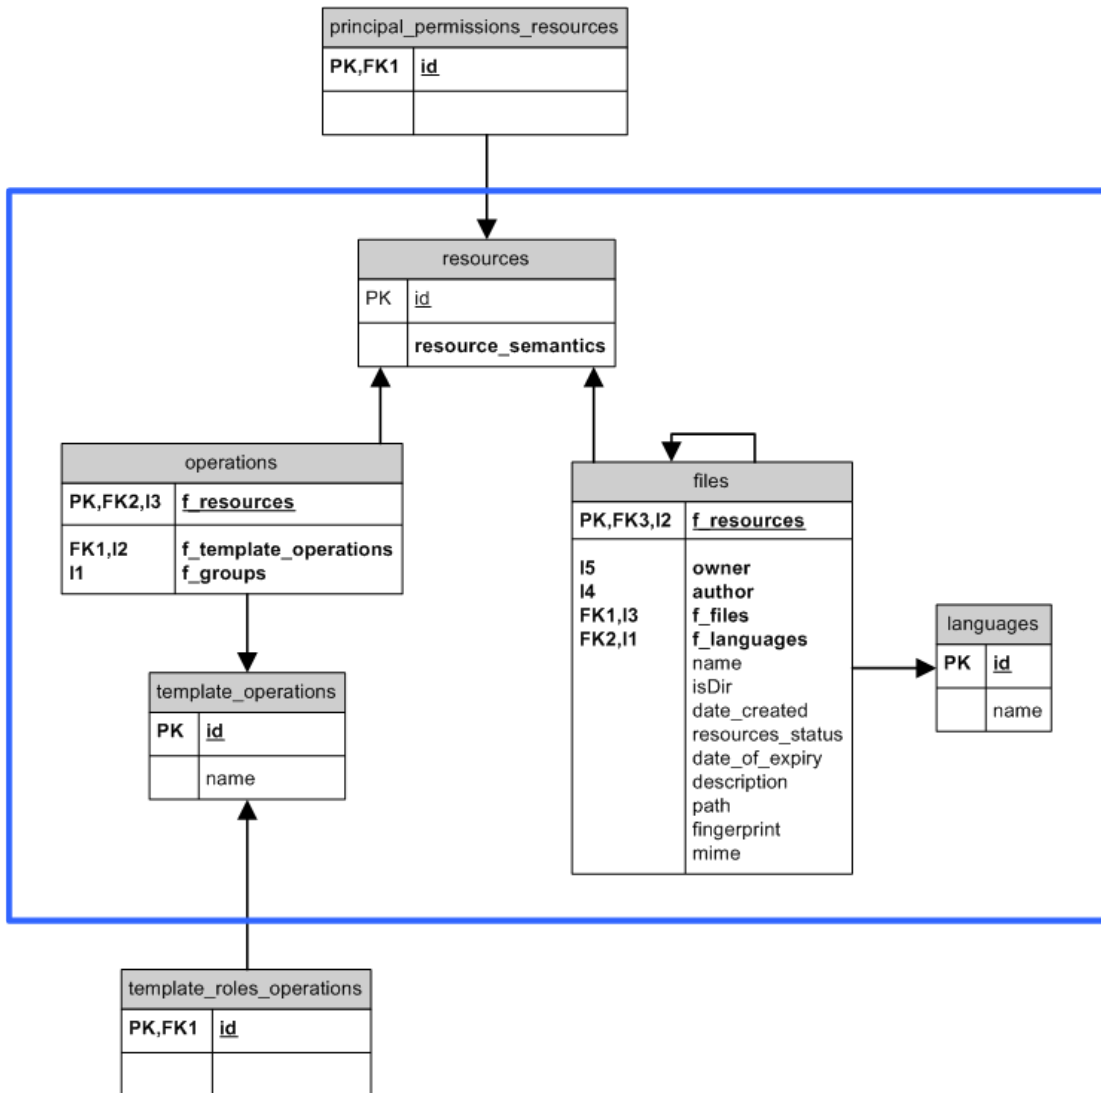 principal_permissions_resources
PK,FK1 id
resources
PK id
resource_semantics
operations
PK,FK2,I3 f_resources
FK1,I2 f_template_operations
I1 f_groups
files
PK,FK3,I2 f_resources
I5 owner
I4 author
FK1,I3 f_files
FK2,I1 f_languages
name
isDir
date_created
resources_status
date_of_expiry
description
path
fingerprint
mime
languages
PK id
name
template_operations
PK id
name
template_roles_operations
PK,FK1 id